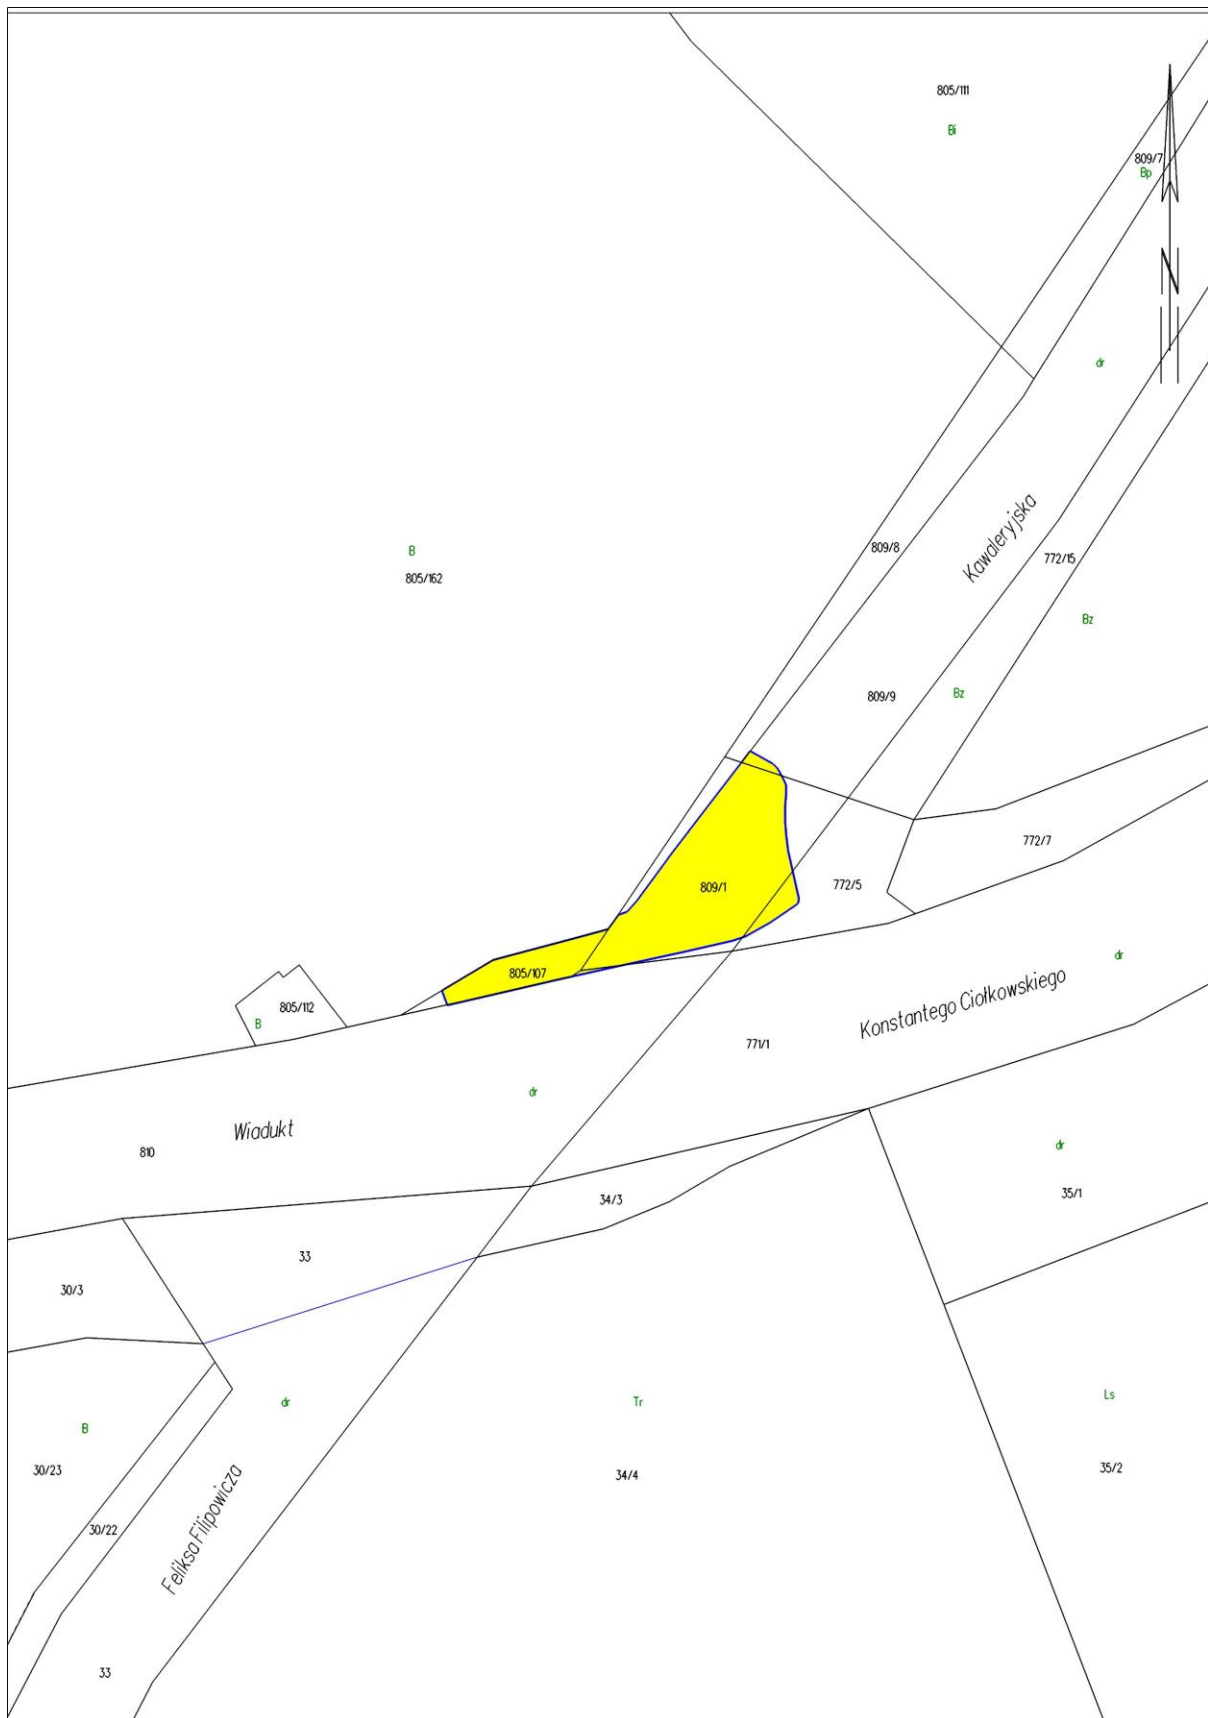 805/111
Bi
809/7
Bp
N
dr
Kawaleryjska
809/8
B
805/162
772/15
Bz
Bz
809/9
772/7
809/1
772/5
805/107
dr
Konstantego Ciołkowskiego
805/112
B
771/1
dr
Wiadukt
810
dr
35/1
34/3
33
30/3
Ls
dr
Tr
B
30/23
34/4
35/2
30/22
Feliksa Filipowicza
33